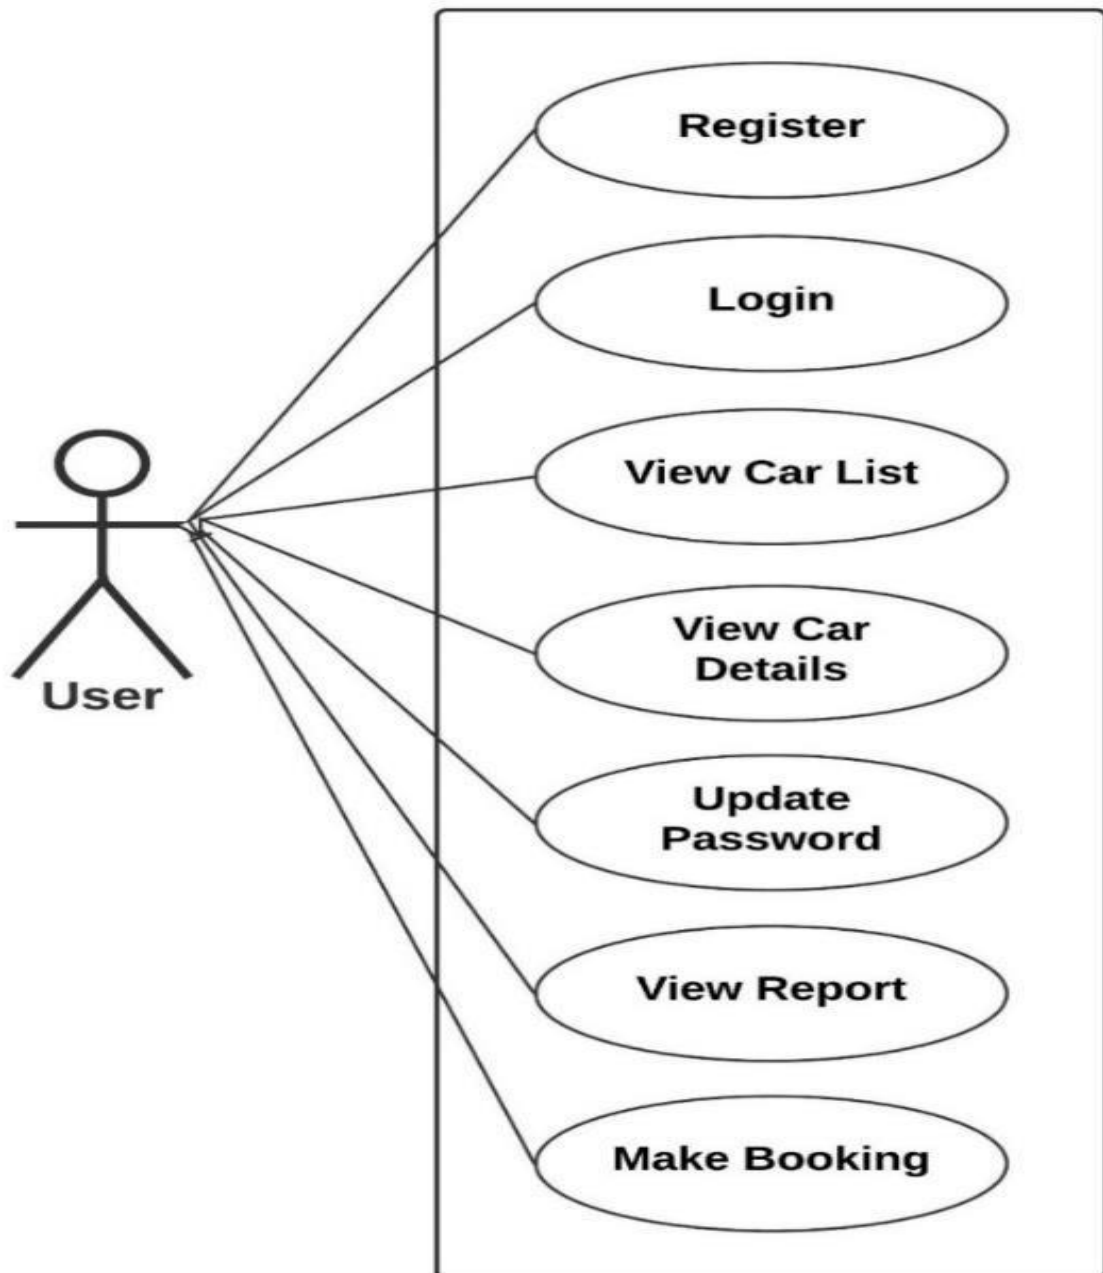 Register
Login
View Car List
View Car
Details
User
Update
Password
View Report
Make Booking